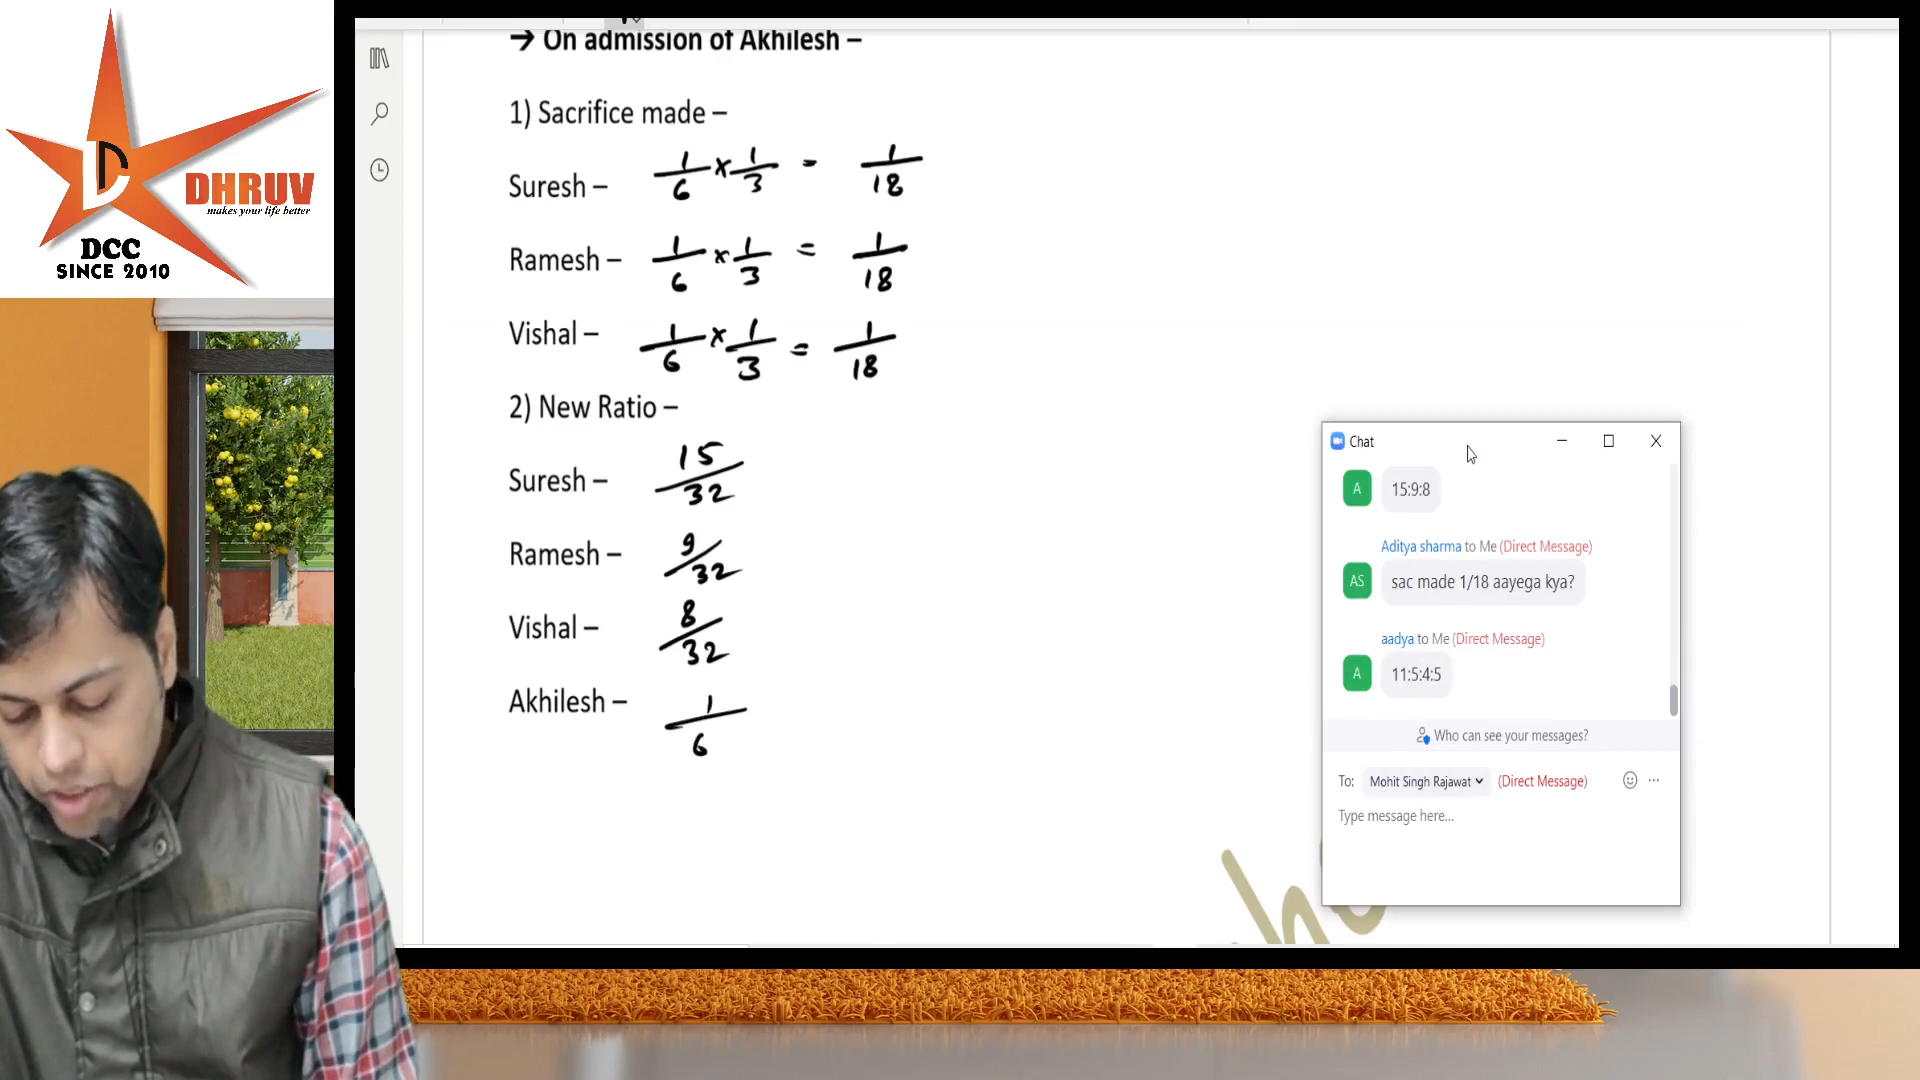 DHRUV
makes your life better
DCC
SINCE 2010
→ On admission of Akhilesh –
1) Sacrifice made –
Suresh – 1/6 × 1/3 = 1/18
Ramesh – 1/6 × 1/3 = 1/18
Vishal – 1/6 × 1/3 = 1/18
2) New Ratio –
Suresh – 15/32
Ramesh – 9/32
Vishal – 8/32
Akhilesh – 1/6
Chat
A 15:9:8
Aditya sharma to Me (Direct Message)
AS sac made 1/18 aayega kya?
aadya to Me (Direct Message)
A 11:5:4:5
Who can see your messages?
To: Mohit Singh Rajawat (Direct Message)
Type message here...